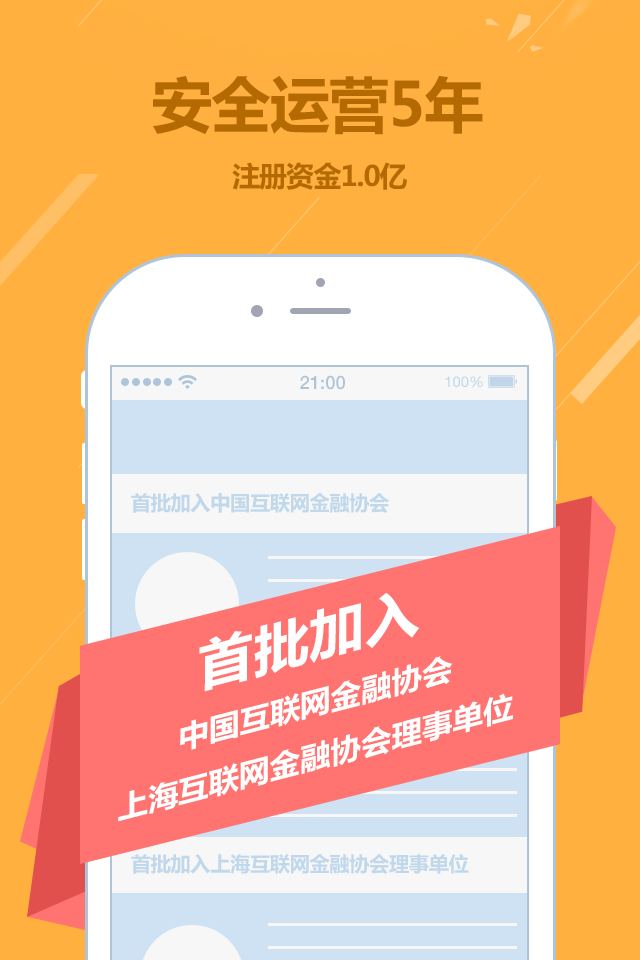 安全运营5年
注册资金1.0亿
21:00
100%
首批加入中国互联网金融协会
首批加入
中国互联网金融协会
上海互联网金融协会理事单位
首批加入上海互联网金融协会理事单位